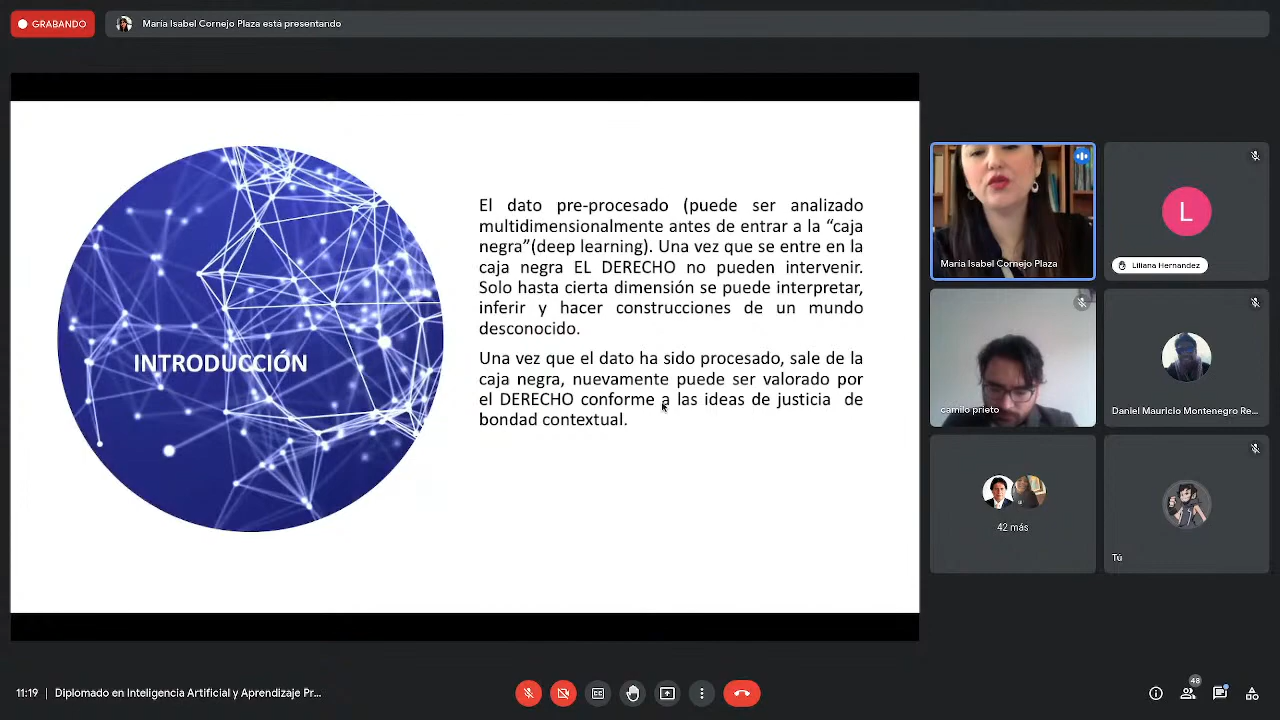 GRABANDO
María Isabel Cornejo Plaza está presentando
INTRODUCCIÓN
El dato pre-procesado (puede ser analizado
multidimensionalmente antes de entrar a la “caja
negra”(deep learning). Una vez que se entre en la
caja negra EL DERECHO no pueden intervenir.
Solo hasta cierta dimensión se puede interpretar,
inferir y hacer construcciones de un mundo
desconocido.
Una vez que el dato ha sido procesado, sale de la
caja negra, nuevamente puede ser valorado por
el DERECHO conforme a las ideas de justicia de
bondad contextual.
María Isabel Cornejo Plaza
L
Liliana Hernandez
camilo prieto
Daniel Mauricio Montenegro Re...
42 más
Tú
11:19 | Diplomado en Inteligencia Artificial y Aprendizaje Pr...
48